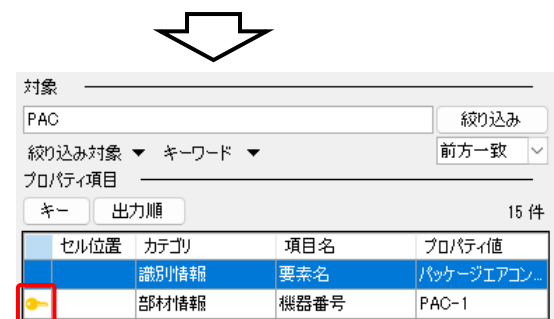 対象
PAC 絞り込み
絞り込み対象 ▼ キーワード ▼ 前方一致
プロパティ項目
キー 出力順 15 件
セル位置 カテゴリ 項目名 プロパティ値
識別情報 要素名 パッケージエアコン...
部材情報 機器番号 PAC-1